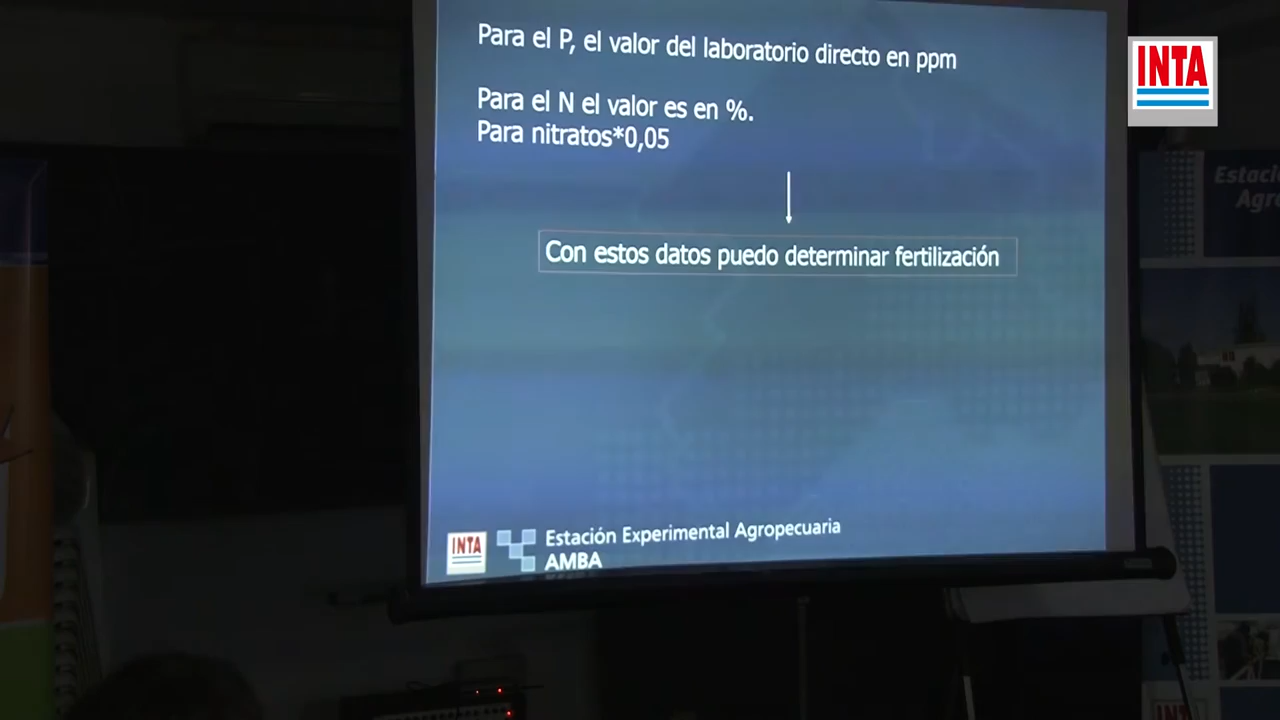 Para el P, el valor del laboratorio directo en ppm
Para el N el valor es en %.
Para nitratos*0,05
Con estos datos puedo determinar fertilización
INTA
Estación Experimental Agropecuaria
AMBA
INTA
INTA